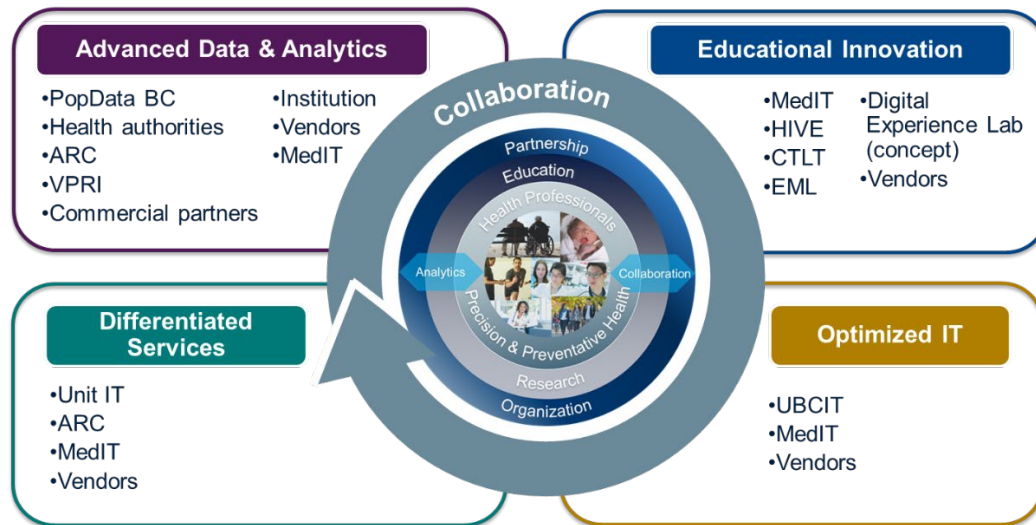 Advanced Data & Analytics
•PopData BC
•Health authorities
•ARC
•VPRI
•Commercial partners
•Institution
•Vendors
•MedIT
Educational Innovation
•MedIT
•HIVE
•CTLT
•EML
•Digital
Experience Lab
(concept)
•Vendors
Collaboration
Partnership
Education
Health Professionals
Analytics
Collaboration
Precision & Preventative Health
Research
Organization
Differentiated
Services
•Unit IT
•ARC
•MedIT
•Vendors
Optimized IT
•UBCIT
•MedIT
•Vendors